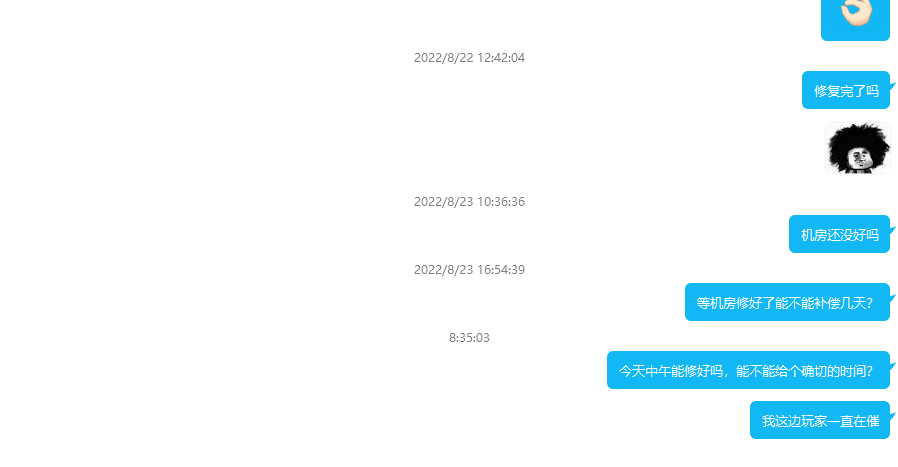 2022/8/22 12:42:04
修复完了吗
2022/8/23 10:36:36
机房还没好吗
2022/8/23 16:54:39
等机房修好了能不能补偿几天？
8:35:03
今天中午能修好吗，能不能给个确切的时间？
我这边玩家一直在催